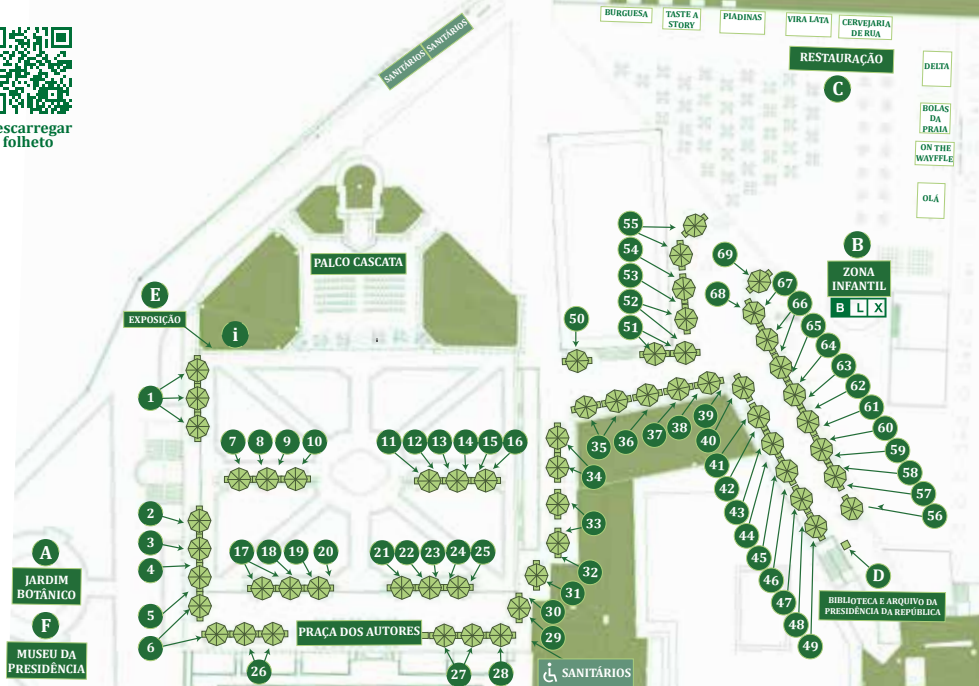 escarregar
folheto
SANITÁRIOS SANITÁRIOS
BURGUESA
TASTE A
STORY
PIADINAS
VIRA LATA
CERVEJARIA
DE RUA
RESTAURAÇÃO
C
DELTA
BOLAS
DA
PRAIA
ON THE
WAYFFLE
OLÁ
PALCO CASCATA
E
EXPOSIÇÃO
i
B
ZONA
INFANTIL
B L X
55
54
53
52
51
50
69
68
67
66
65
64
63
62
61
60
59
58
57
56
1
7 8 9 10
11 12 13 14 15 16
35 36 37 38 39 40
41
42
43
44
45
46
47
48
49
34
33
32
31
30
29
2
3
4
5
6
17 18 19 20
21 22 23 24 25
A
JARDIM
BOTÂNICO
F
MUSEU DA
PRESIDÊNCIA
PRAÇA DOS AUTORES
26
27
28
SANITÁRIOS
D
BIBLIOTECA E ARQUIVO DA
PRESIDÊNCIA DA REPÚBLICA